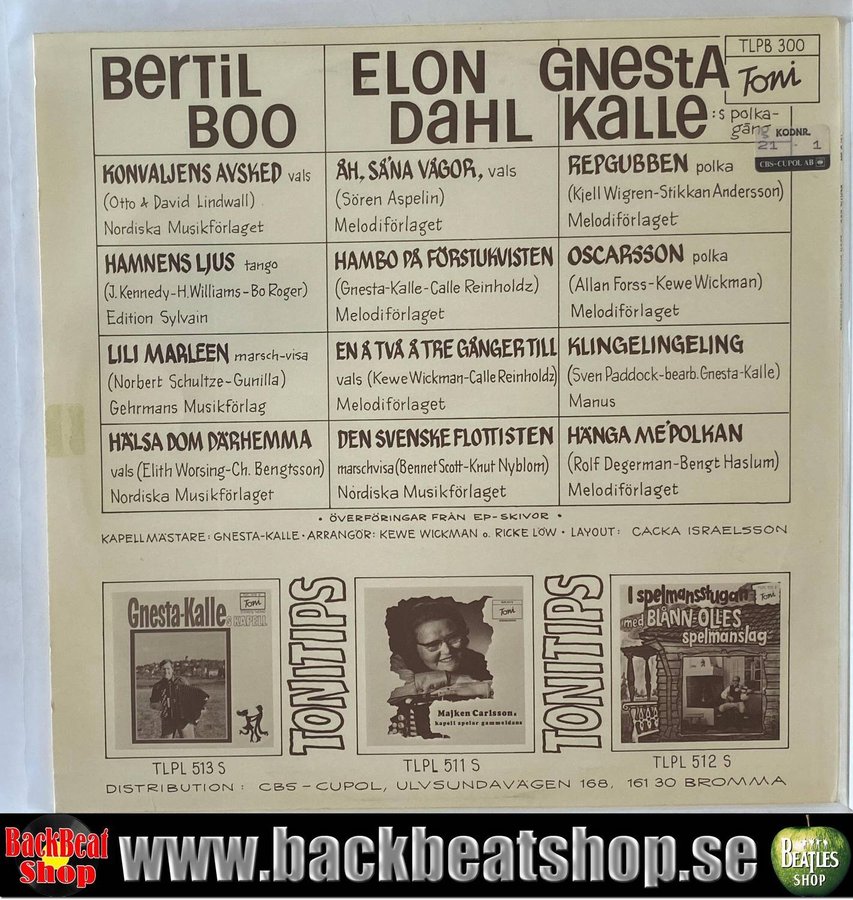 BERTIL
BOO
ELON
DAHL
GNESTA
KALLE :s polka-
gäng
TLPB 300
Toni
KODNR.
21 - 1
CBS-CUPOL AB
KONVALJENS AVSKED vals
(Otto & David Lindwall)
Nordiska Musikförlaget
ÅH, SÅ'NA VÅGOR, vals
(Sören Aspelin)
Melodiförlaget
REPGUBBEN polka
(Kjell Wigren-Stikkan Andersson)
Melodiförlaget
HAMNENS LJUS tango
(J. Kennedy-H.Williams-Bo Roger)
Edition Sylvain
HAMBO PÅ FÖRSTUKVISTEN
(Gnesta-Kalle-Calle Reinholdz)
Melodiförlaget
OSCARSSON polka
(Allan Forss-Kewe Wickman)
Melodiförlaget
LILI MARLEEN marsch-visa
(Norbert Schultze-Gunilla)
Gehrmans Musikförlag
EN Å TVÅ Å TRE GÅNGER TILL
vals (Kewe Wickman-Calle Reinholdz)
Melodiförlaget
KLINGELINGELING
(Sven Paddock-bearb. Gnesta-Kalle)
Manus
HÄLSA DOM DÄRHEMMA
vals (Elith Worsing-Ch. Bengtsson)
Nordiska Musikförlaget
DEN SVENSKE FLOTTISTEN
marschvisa (Bennet Scott-Knut Nyblom)
Nordiska Musikförlaget
HÄNGA ME' POLKAN
(Rolf Degerman-Bengt Haslum)
Melodiförlaget
• ÖVERFÖRINGAR FRÅN EP-SKIVOR •
KAPELLMÄSTARE: GNESTA-KALLE • ARRANGÖR: KEWE WICKMAN o. RICKE LÖW • LAYOUT: CACKA ISRAELSSON
Gnesta-Kalle
s KAPELL
Toni
TONITIPS
Toni
Majken Carlssons
kapell spelar gammeldans
TONITIPS
I spelmansstugan
med BLÅNN-OLLES
spelmanslag
Toni
TLPL 513 S
TLPL 511 S
TLPL 512 S
DISTRIBUTION: CBS-CUPOL, ULVSUNDAVÄGEN 168, 161 30 BROMMA
BackBeat
Shop
www.backbeatshop.se
BEATLES
SHOP